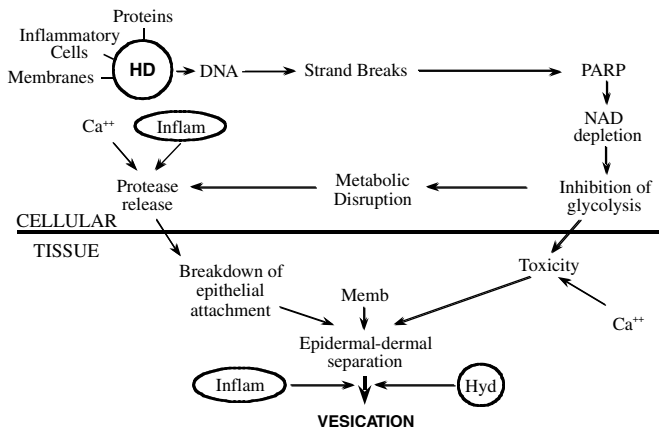 Proteins
Inflammatory
Cells
Membranes
HD
DNA
Strand Breaks
PARP
NAD
depletion
Ca⁺⁺
Inflam
Protease
release
Metabolic
Disruption
Inhibition of
glycolysis
CELLULAR
TISSUE
Breakdown of
epithelial
attachment
Memb
Toxicity
Ca⁺⁺
Epidermal-dermal
separation
Inflam
Hyd
VESICATION